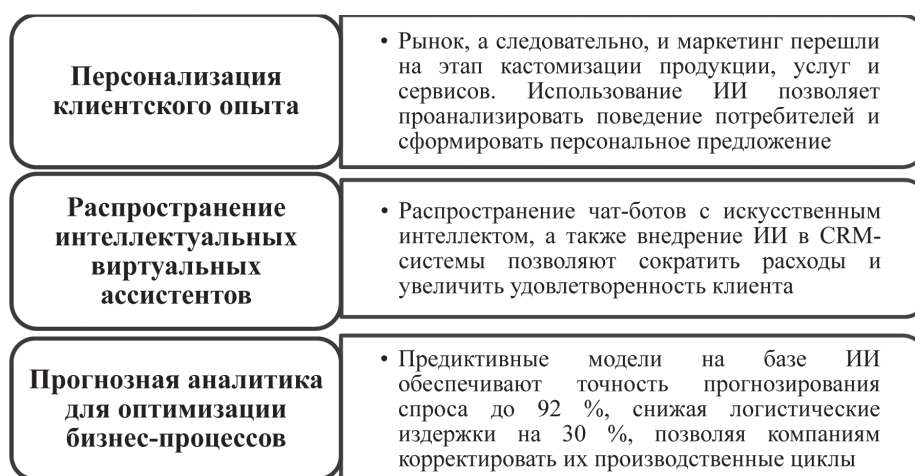 Персонализация
клиентского опыта
• Рынок, а следовательно, и маркетинг перешли
на этап кастомизации продукции, услуг и
сервисов. Использование ИИ позволяет
проанализировать поведение потребителей и
сформировать персональное предложение
Распространение
интеллектуальных
виртуальных
ассистентов
• Распространение чат-ботов с искусственным
интеллектом, а также внедрение ИИ в CRM-
системы позволяют сократить расходы и
увеличить удовлетворенность клиента
Прогнозная аналитика
для оптимизации
бизнес-процессов
• Предиктивные модели на базе ИИ
обеспечивают точность прогнозирования
спроса до 92 %, снижая логистические
издержки на 30 %, позволяя компаниям
корректировать их производственные циклы